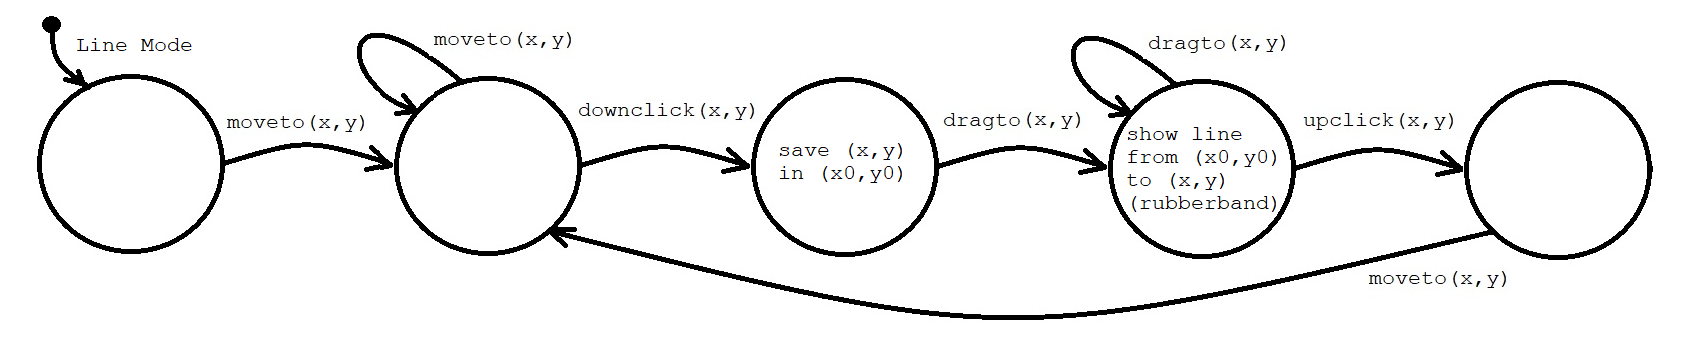 Line Mode
moveto(x,y)
moveto(x,y)
downclick(x,y)
save (x,y)
in (x0,y0)
dragto(x,y)
dragto(x,y)
show line
from (x0,y0)
to (x,y)
(rubberband)
upclick(x,y)
moveto(x,y)